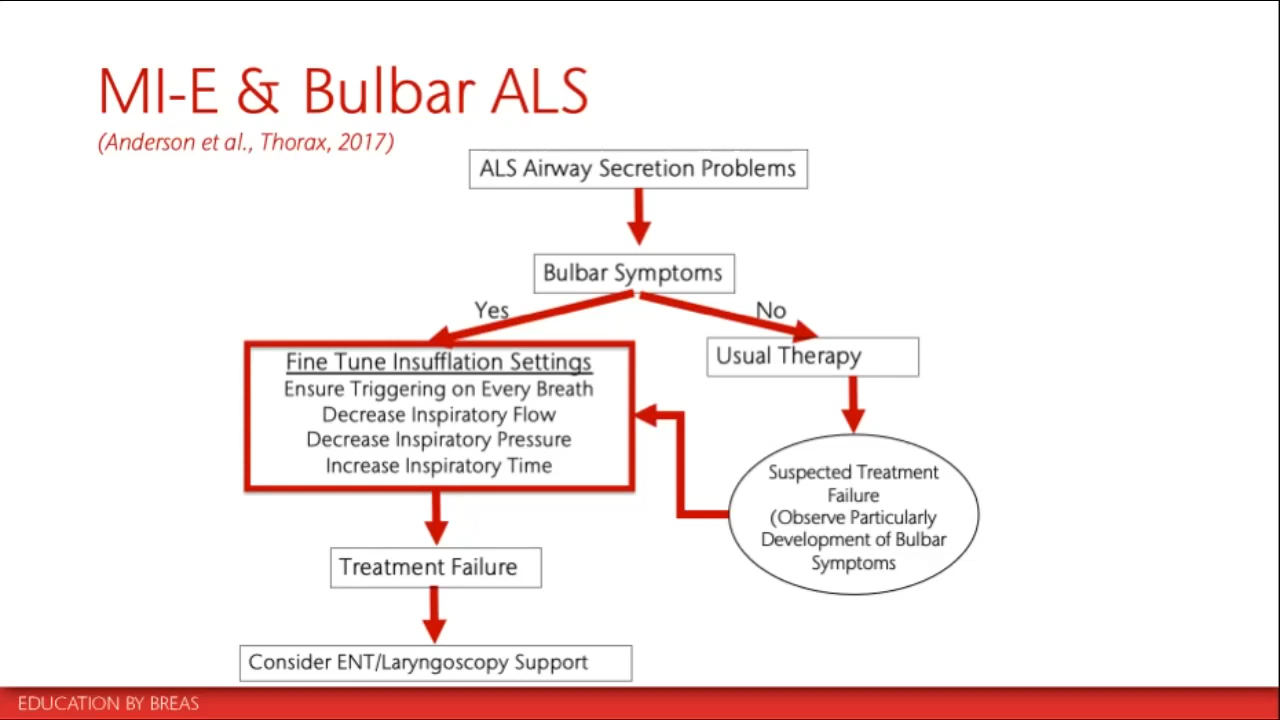 MI-E & Bulbar ALS
(Anderson et al., Thorax, 2017)
ALS Airway Secretion Problems
Bulbar Symptoms
Yes
No
Fine Tune Insufflation Settings
Ensure Triggering on Every Breath
Decrease Inspiratory Flow
Decrease Inspiratory Pressure
Increase Inspiratory Time
Usual Therapy
Suspected Treatment
Failure
(Observe Particularly
Development of Bulbar
Symptoms
Treatment Failure
Consider ENT/Laryngoscopy Support
EDUCATION BY BREAS